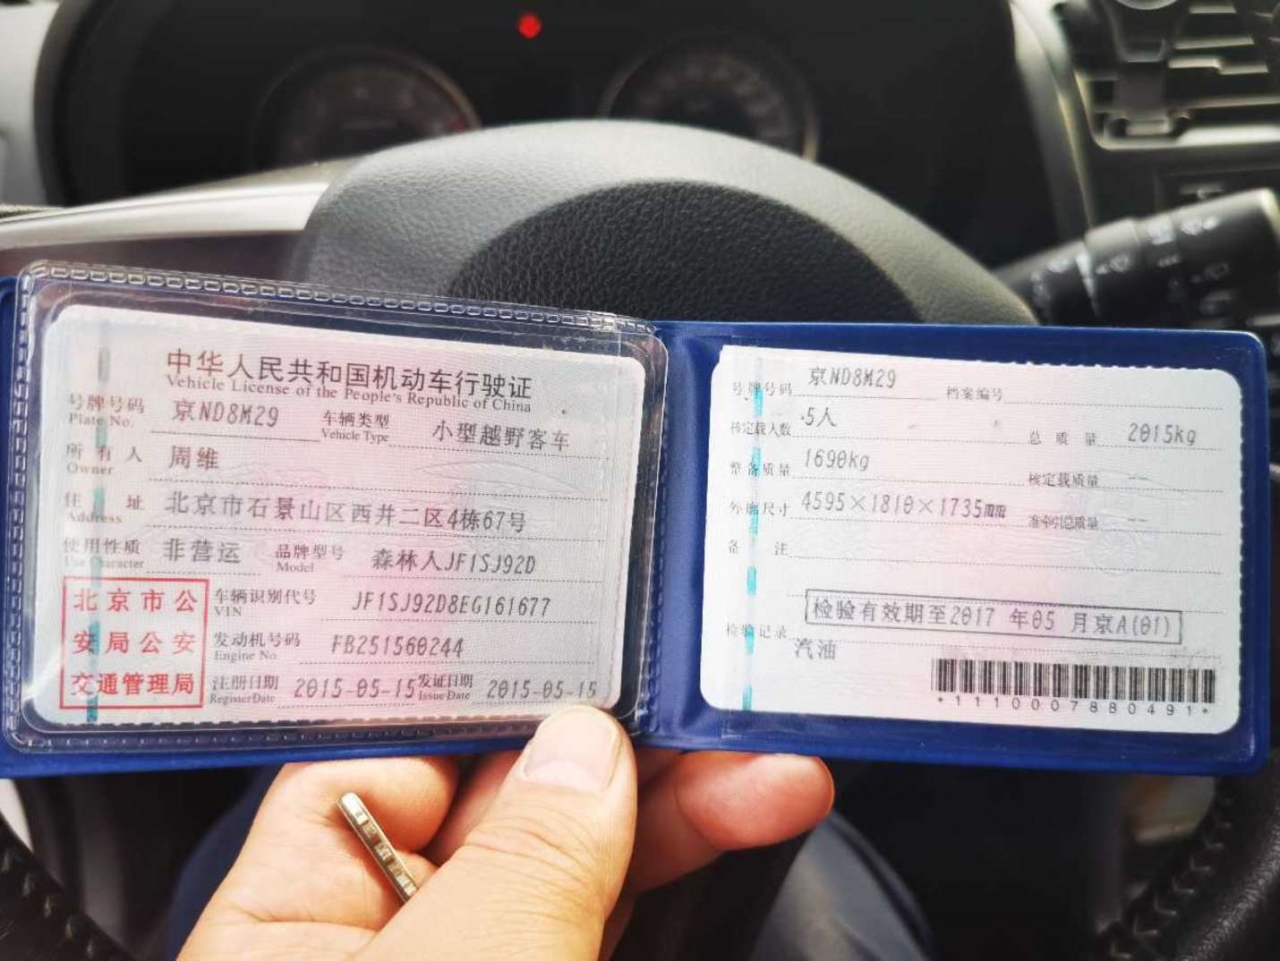 中华人民共和国机动车行驶证
Vehicle License of the People's Republic of China
号牌号码 京ND8M29 车辆类型 小型越野客车
Plate No. Vehicle Type
所有人 周维
Owner
住址 北京市石景山区西井二区4栋67号
Address
使用性质 非营运 品牌型号 森林人JF1SJ92D
Use Character Model
北京市公安局公安交通管理局
车辆识别代号 JF1SJ92D8EG161677
VIN
发动机号码 FB251560244
Engine No.
注册日期 2015-05-15 发证日期 2015-05-15
Register Date Issue Date
号牌号码 京ND8M29 档案编号
核定载人数 5人 总质量 2015kg
整备质量 1690kg 核定载质量 --
外廓尺寸 4595×1810×1735mm 准牵引总质量 --
备注
检验有效期至2017 年05 月京A(01)
检验记录
汽油
*1110007880491*